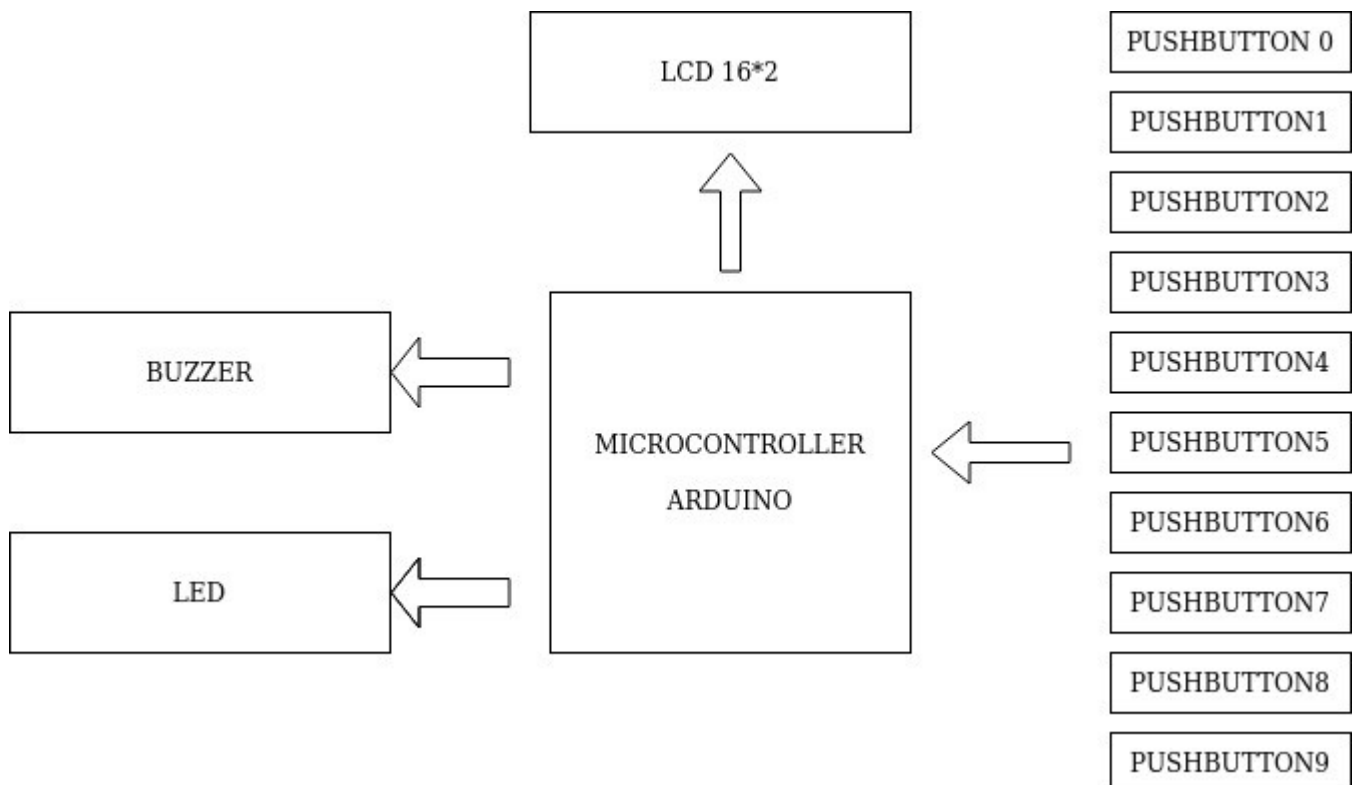 LCD 16*2
PUSHBUTTON 0
PUSHBUTTON1
PUSHBUTTON2
PUSHBUTTON3
PUSHBUTTON4
PUSHBUTTON5
PUSHBUTTON6
PUSHBUTTON7
PUSHBUTTON8
PUSHBUTTON9
BUZZER
MICROCONTROLLER
ARDUINO
LED